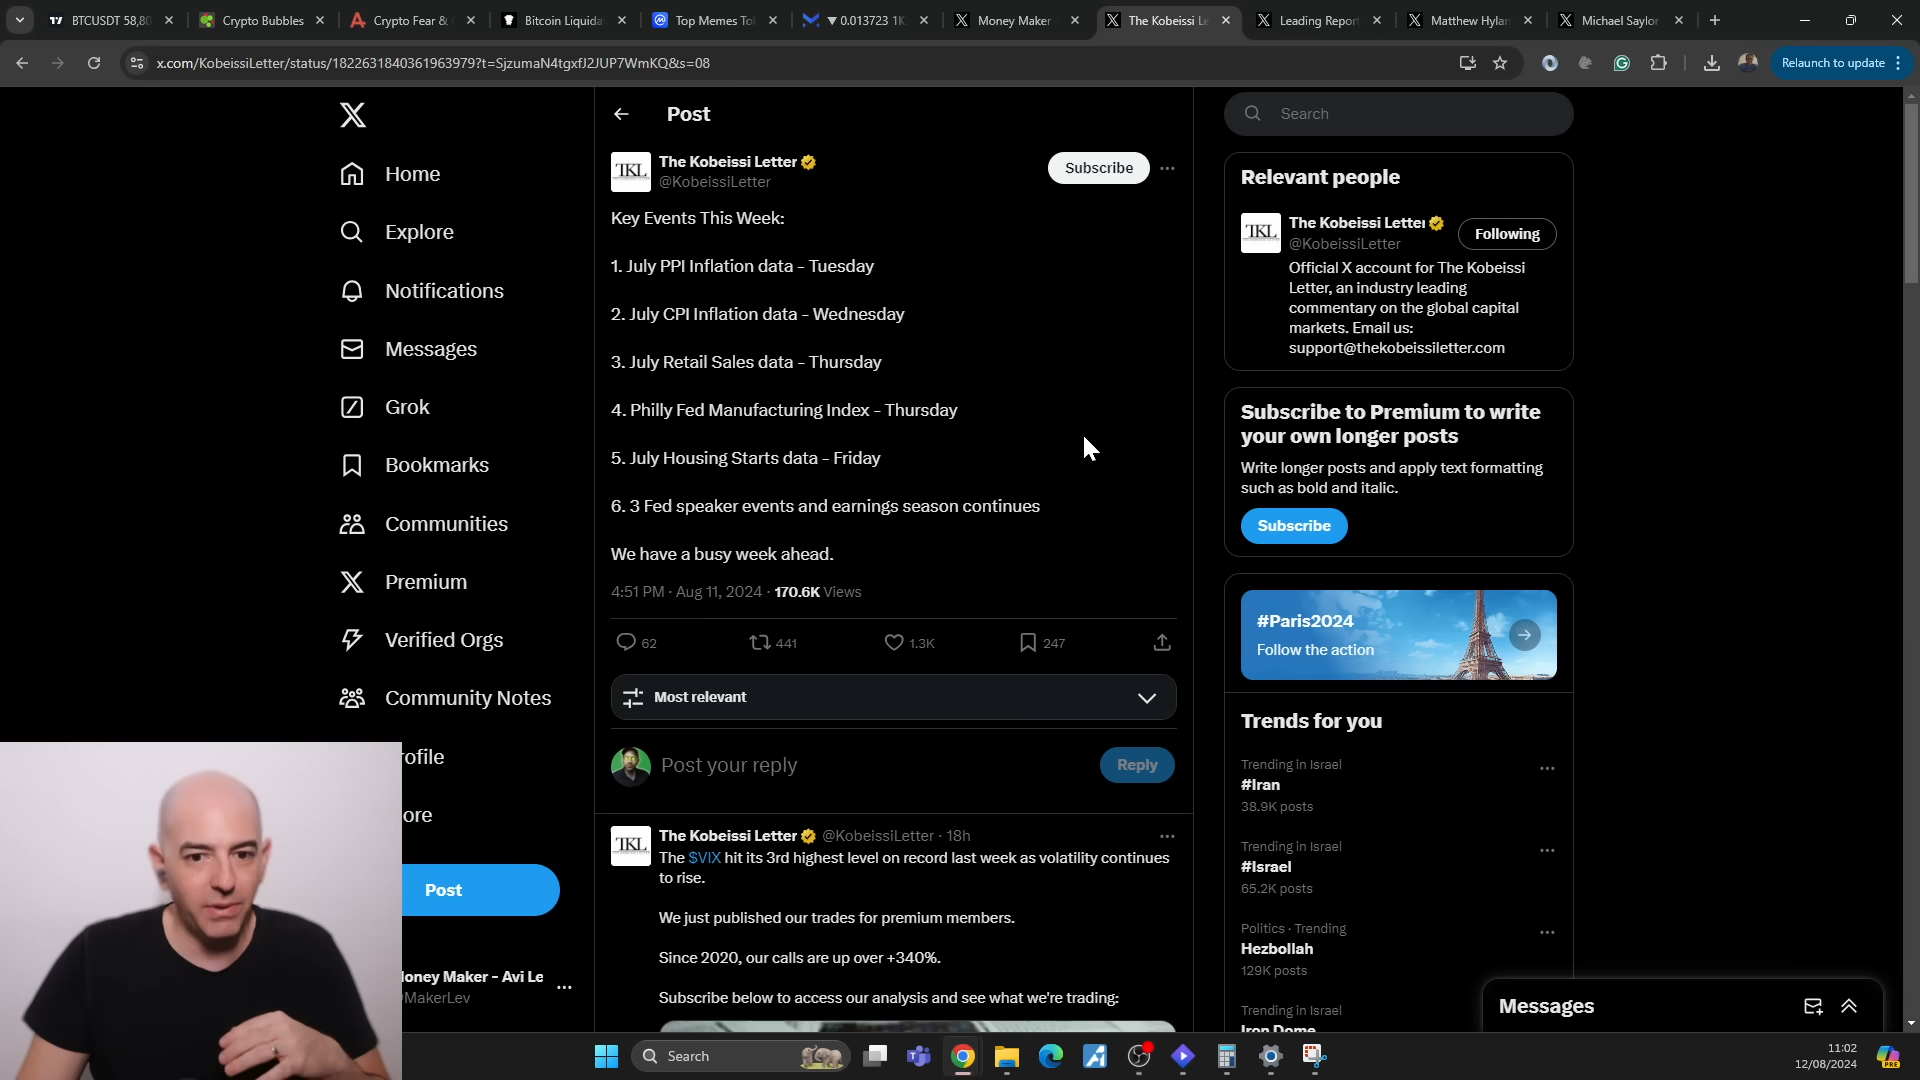 BTCUSDT 58,80
Crypto Bubbles
Crypto Fear &
Bitcoin Liquida
Top Memes To
▼ 0.013723 1K
Money Maker
The Kobeissi Le
Leading Report
Matthew Hylan
Michael Saylor
x.com/KobeissiLetter/status/1822631840361963979?t=SjzumaN4tgxfJ2JUP7WmKQ&s=08
Relaunch to update
Home
Explore
Notifications
Messages
Grok
Bookmarks
Communities
Premium
Verified Orgs
Community Notes
rofile
ore
Post
Money Maker - Avi Le
MakerLev
Post
TKL
The Kobeissi Letter
@KobeissiLetter
Subscribe
Key Events This Week:
1. July PPI Inflation data - Tuesday
2. July CPI Inflation data - Wednesday
3. July Retail Sales data - Thursday
4. Philly Fed Manufacturing Index - Thursday
5. July Housing Starts data - Friday
6. 3 Fed speaker events and earnings season continues
We have a busy week ahead.
4:51 PM · Aug 11, 2024 · 170.6K Views
62
441
1.3K
247
Most relevant
Post your reply
Reply
TKL
The Kobeissi Letter @KobeissiLetter · 18h
The $VIX hit its 3rd highest level on record last week as volatility continues
to rise.
We just published our trades for premium members.
Since 2020, our calls are up over +340%.
Subscribe below to access our analysis and see what we're trading:
Search
Relevant people
TKL
The Kobeissi Letter
@KobeissiLetter
Following
Official X account for The Kobeissi
Letter, an industry leading
commentary on the global capital
markets. Email us:
support@thekobeissiletter.com
Subscribe to Premium to write
your own longer posts
Write longer posts and apply text formatting
such as bold and italic.
Subscribe
#Paris2024
Follow the action
Trends for you
Trending in Israel
#Iran
38.9K posts
Trending in Israel
#Israel
65.2K posts
Politics · Trending
Hezbollah
129K posts
Trending in Israel
Iron Dome
Messages
Search
11:02
12/08/2024
PRE